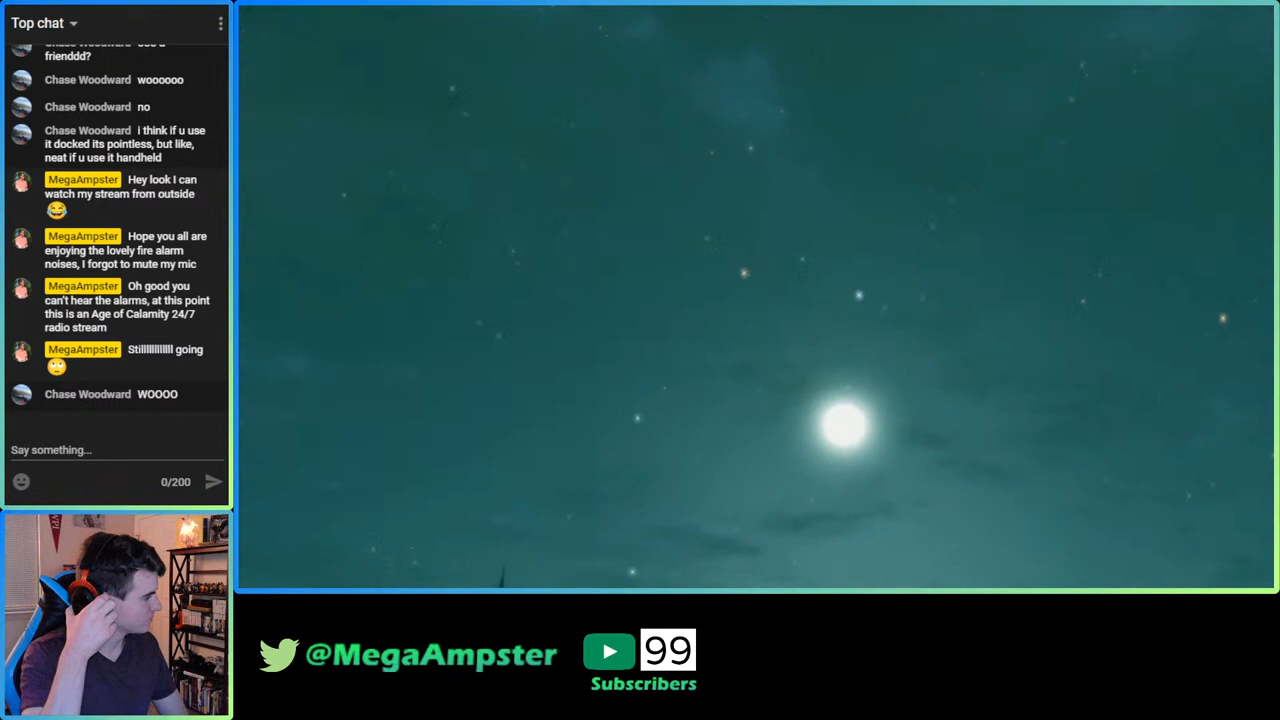 Top chat
frienddd?
Chase Woodward woooooo
Chase Woodward no
Chase Woodward i think if u use
it docked its pointless, but like,
neat if u use it handheld
MegaAmpster Hey look I can
watch my stream from outside
😂
MegaAmpster Hope you all are
enjoying the lovely fire alarm
noises, I forgot to mute my mic
MegaAmpster Oh good you
can't hear the alarms, at this point
this is an Age of Calamity 24/7
radio stream
MegaAmpster Stillllllllllllll going
🙄
Chase Woodward WOOOO
Say something...
0/200
@MegaAmpster
99
Subscribers